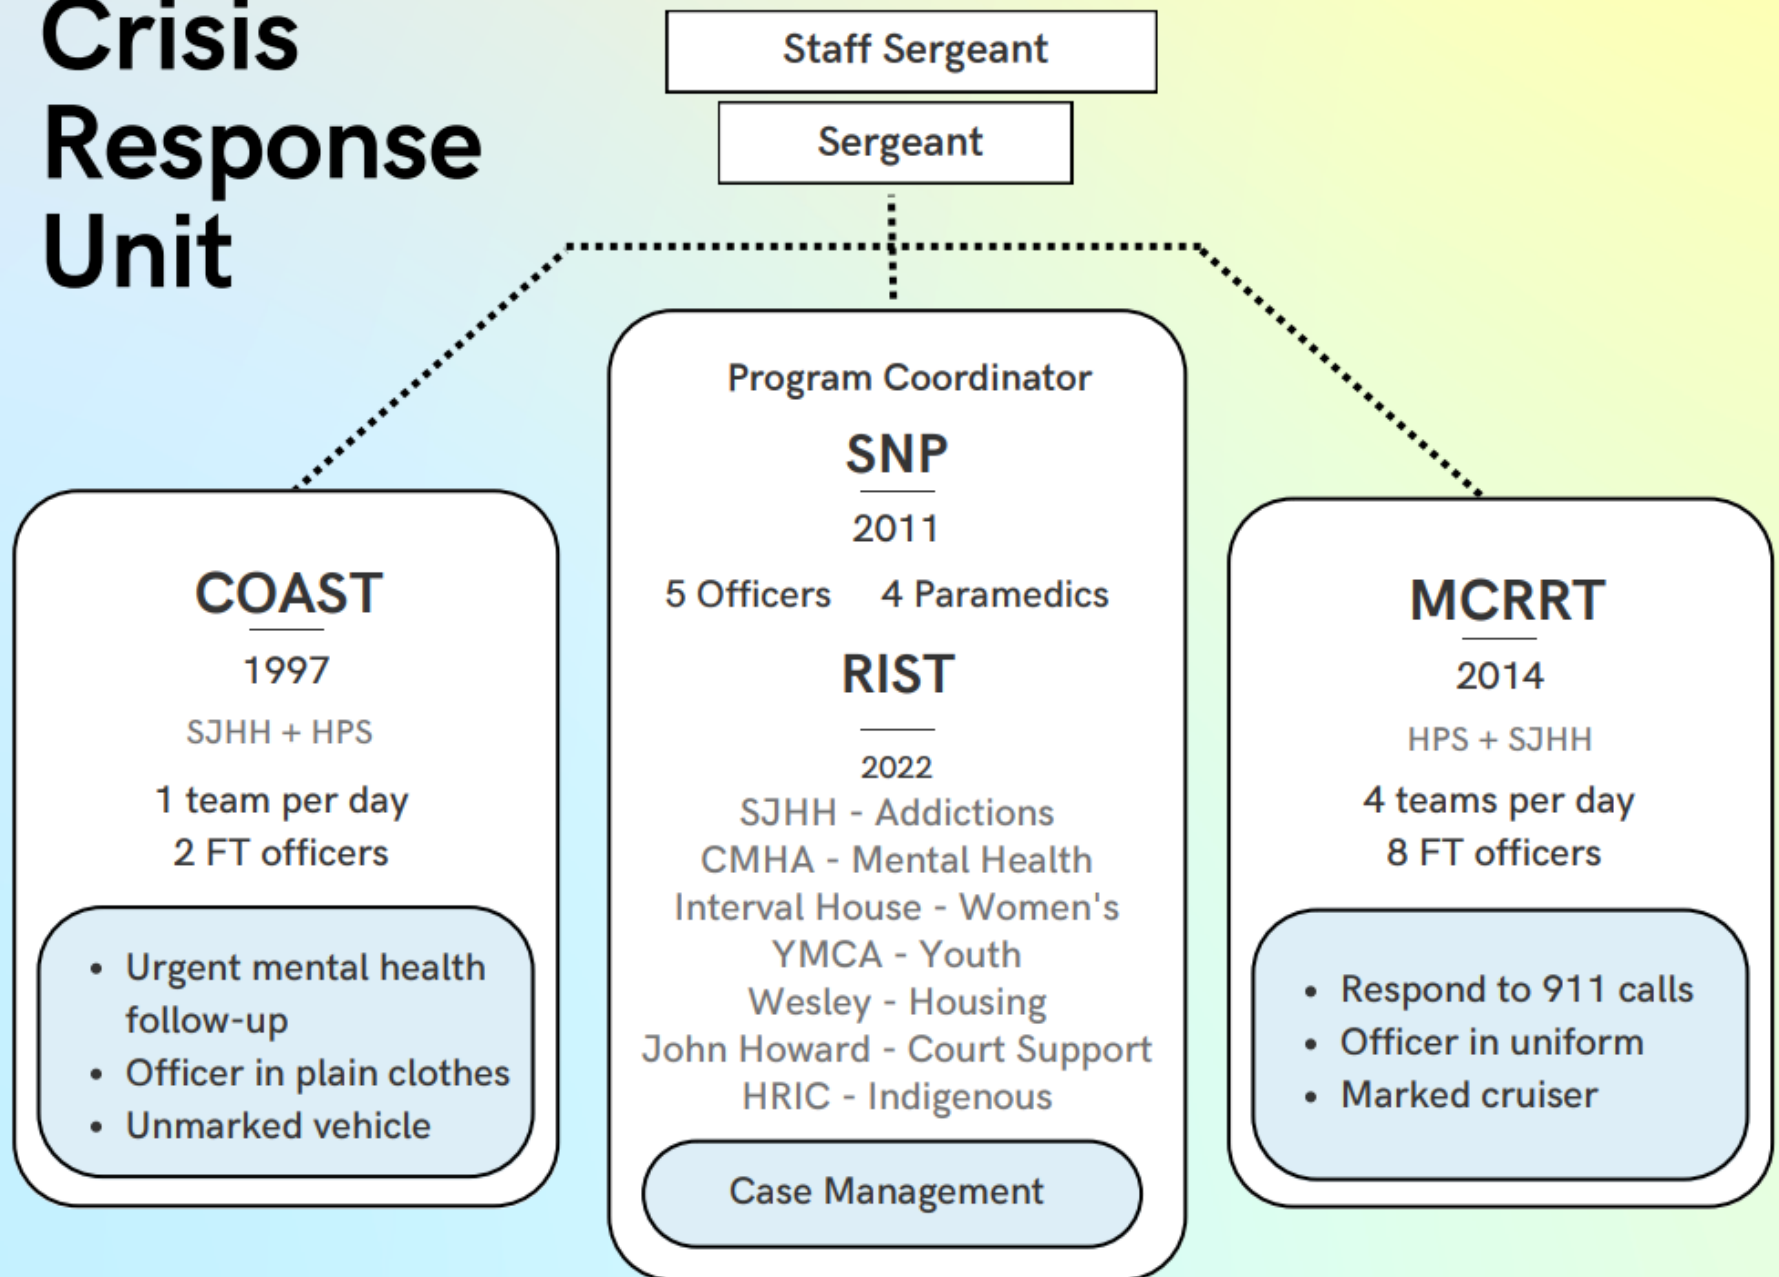 Crisis
Response
Unit
Staff Sergeant
Sergeant
COAST
1997
SJHH + HPS
1 team per day
2 FT officers
• Urgent mental health
follow-up
• Officer in plain clothes
• Unmarked vehicle
Program Coordinator
SNP
2011
5 Officers 4 Paramedics
RIST
2022
SJHH - Addictions
CMHA - Mental Health
Interval House - Women's
YMCA - Youth
Wesley - Housing
John Howard - Court Support
HRIC - Indigenous
Case Management
MCRRT
2014
HPS + SJHH
4 teams per day
8 FT officers
• Respond to 911 calls
• Officer in uniform
• Marked cruiser